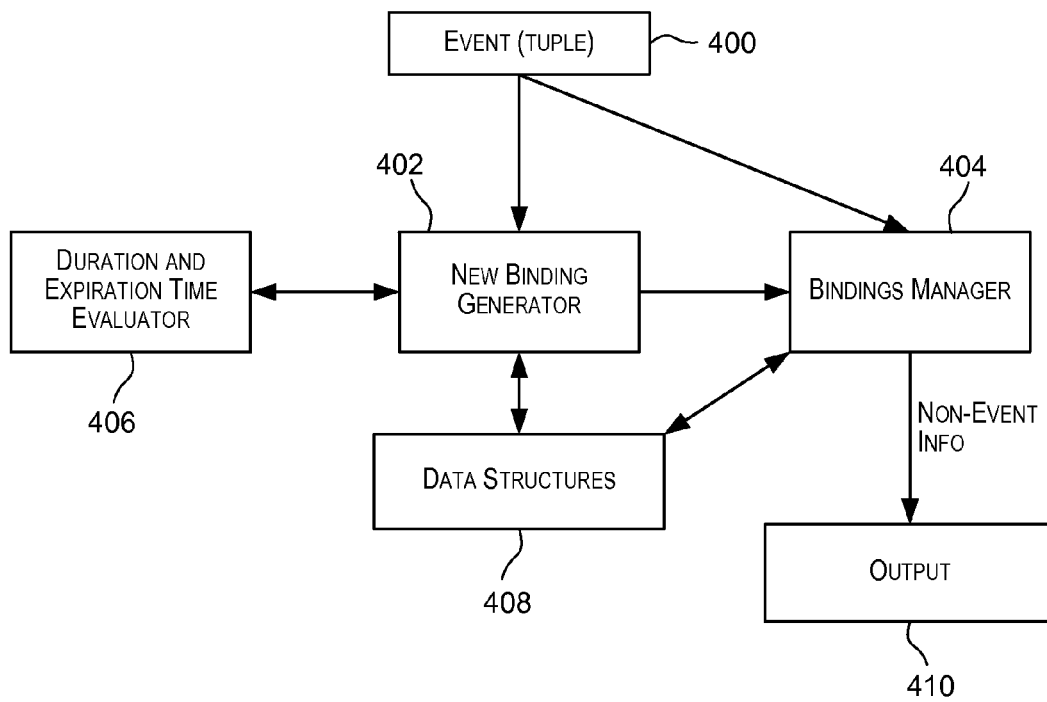 EVENT (TUPLE)
400
402
404
DURATION AND
EXPIRATION TIME
EVALUATOR
NEW BINDING
GENERATOR
BINDINGS MANAGER
406
NON-EVENT
INFO
DATA STRUCTURES
408
OUTPUT
410